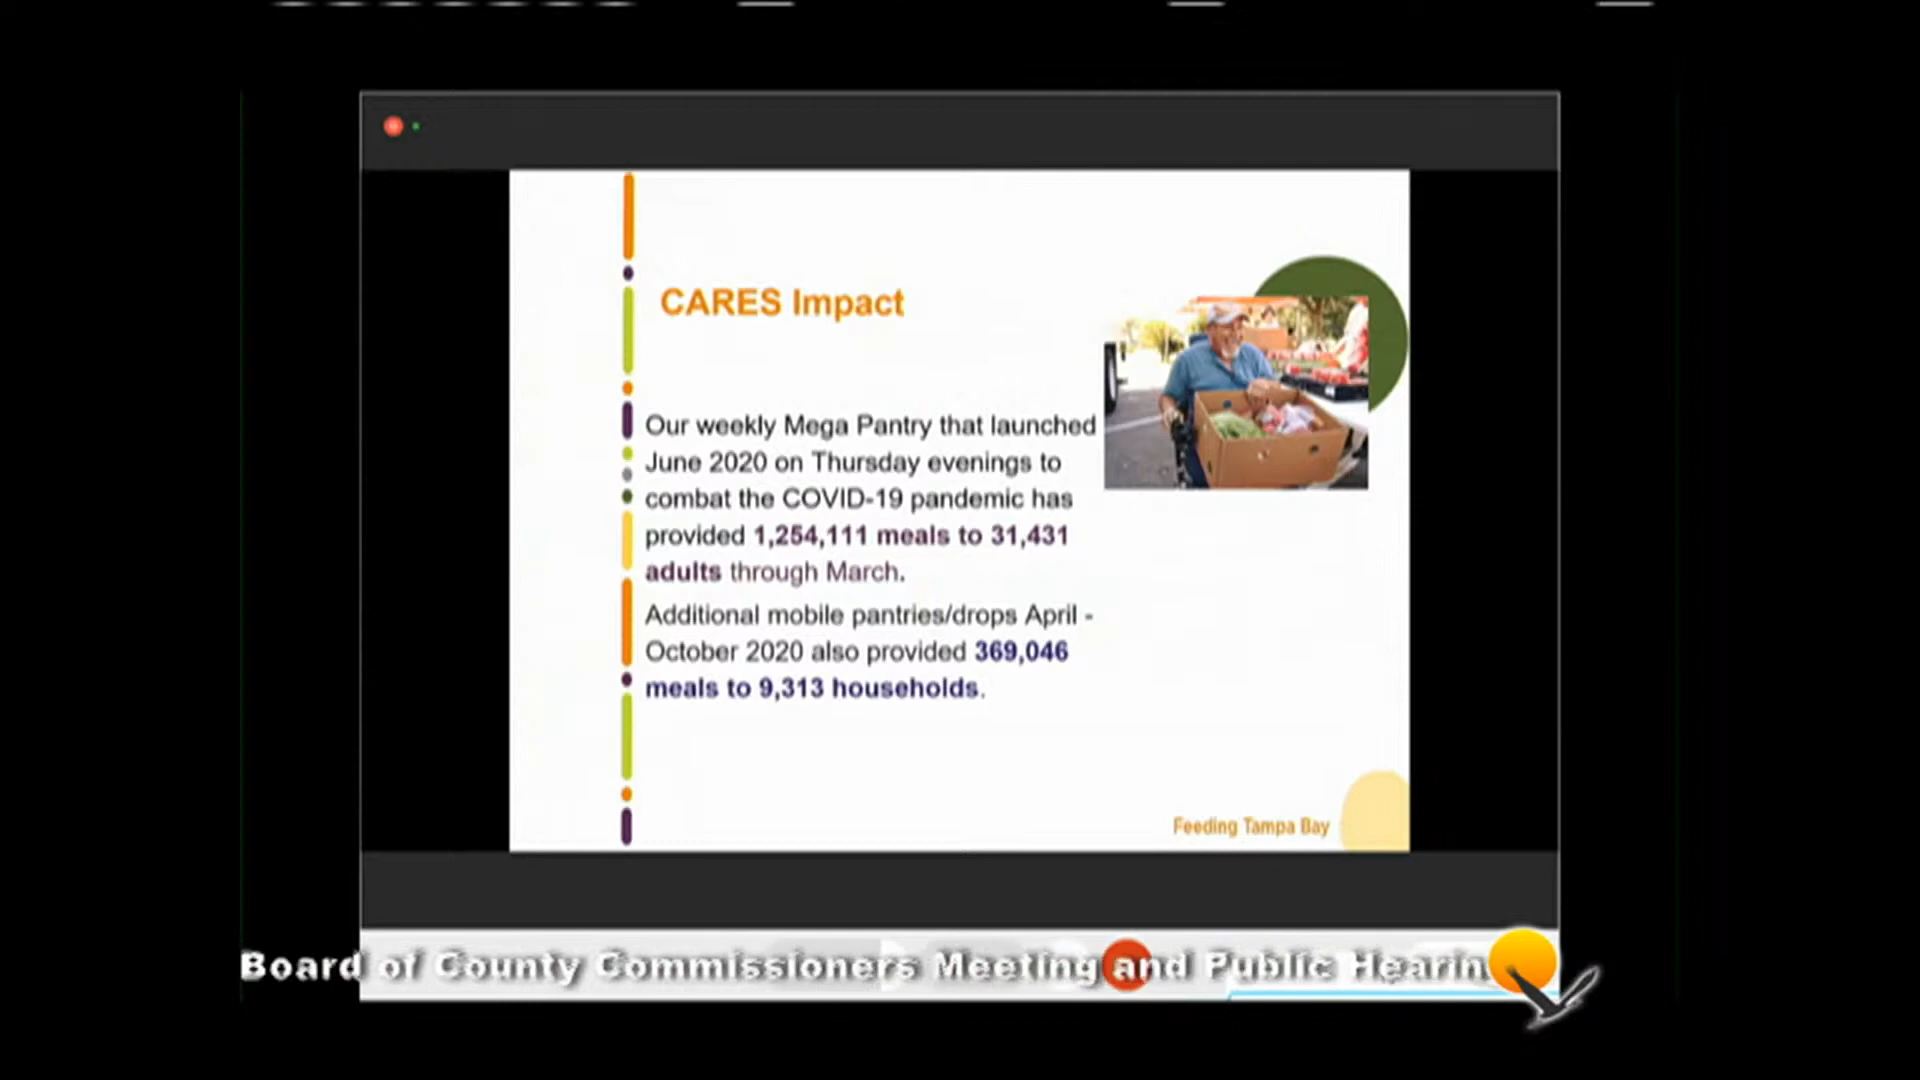 CARES Impact
Our weekly Mega Pantry that launched
June 2020 on Thursday evenings to
combat the COVID-19 pandemic has
provided 1,254,111 meals to 31,431
adults through March.
Additional mobile pantries/drops April -
October 2020 also provided 369,046
meals to 9,313 households.
Feeding Tampa Bay
Board of County Commissioners Meeting and Public Hearin